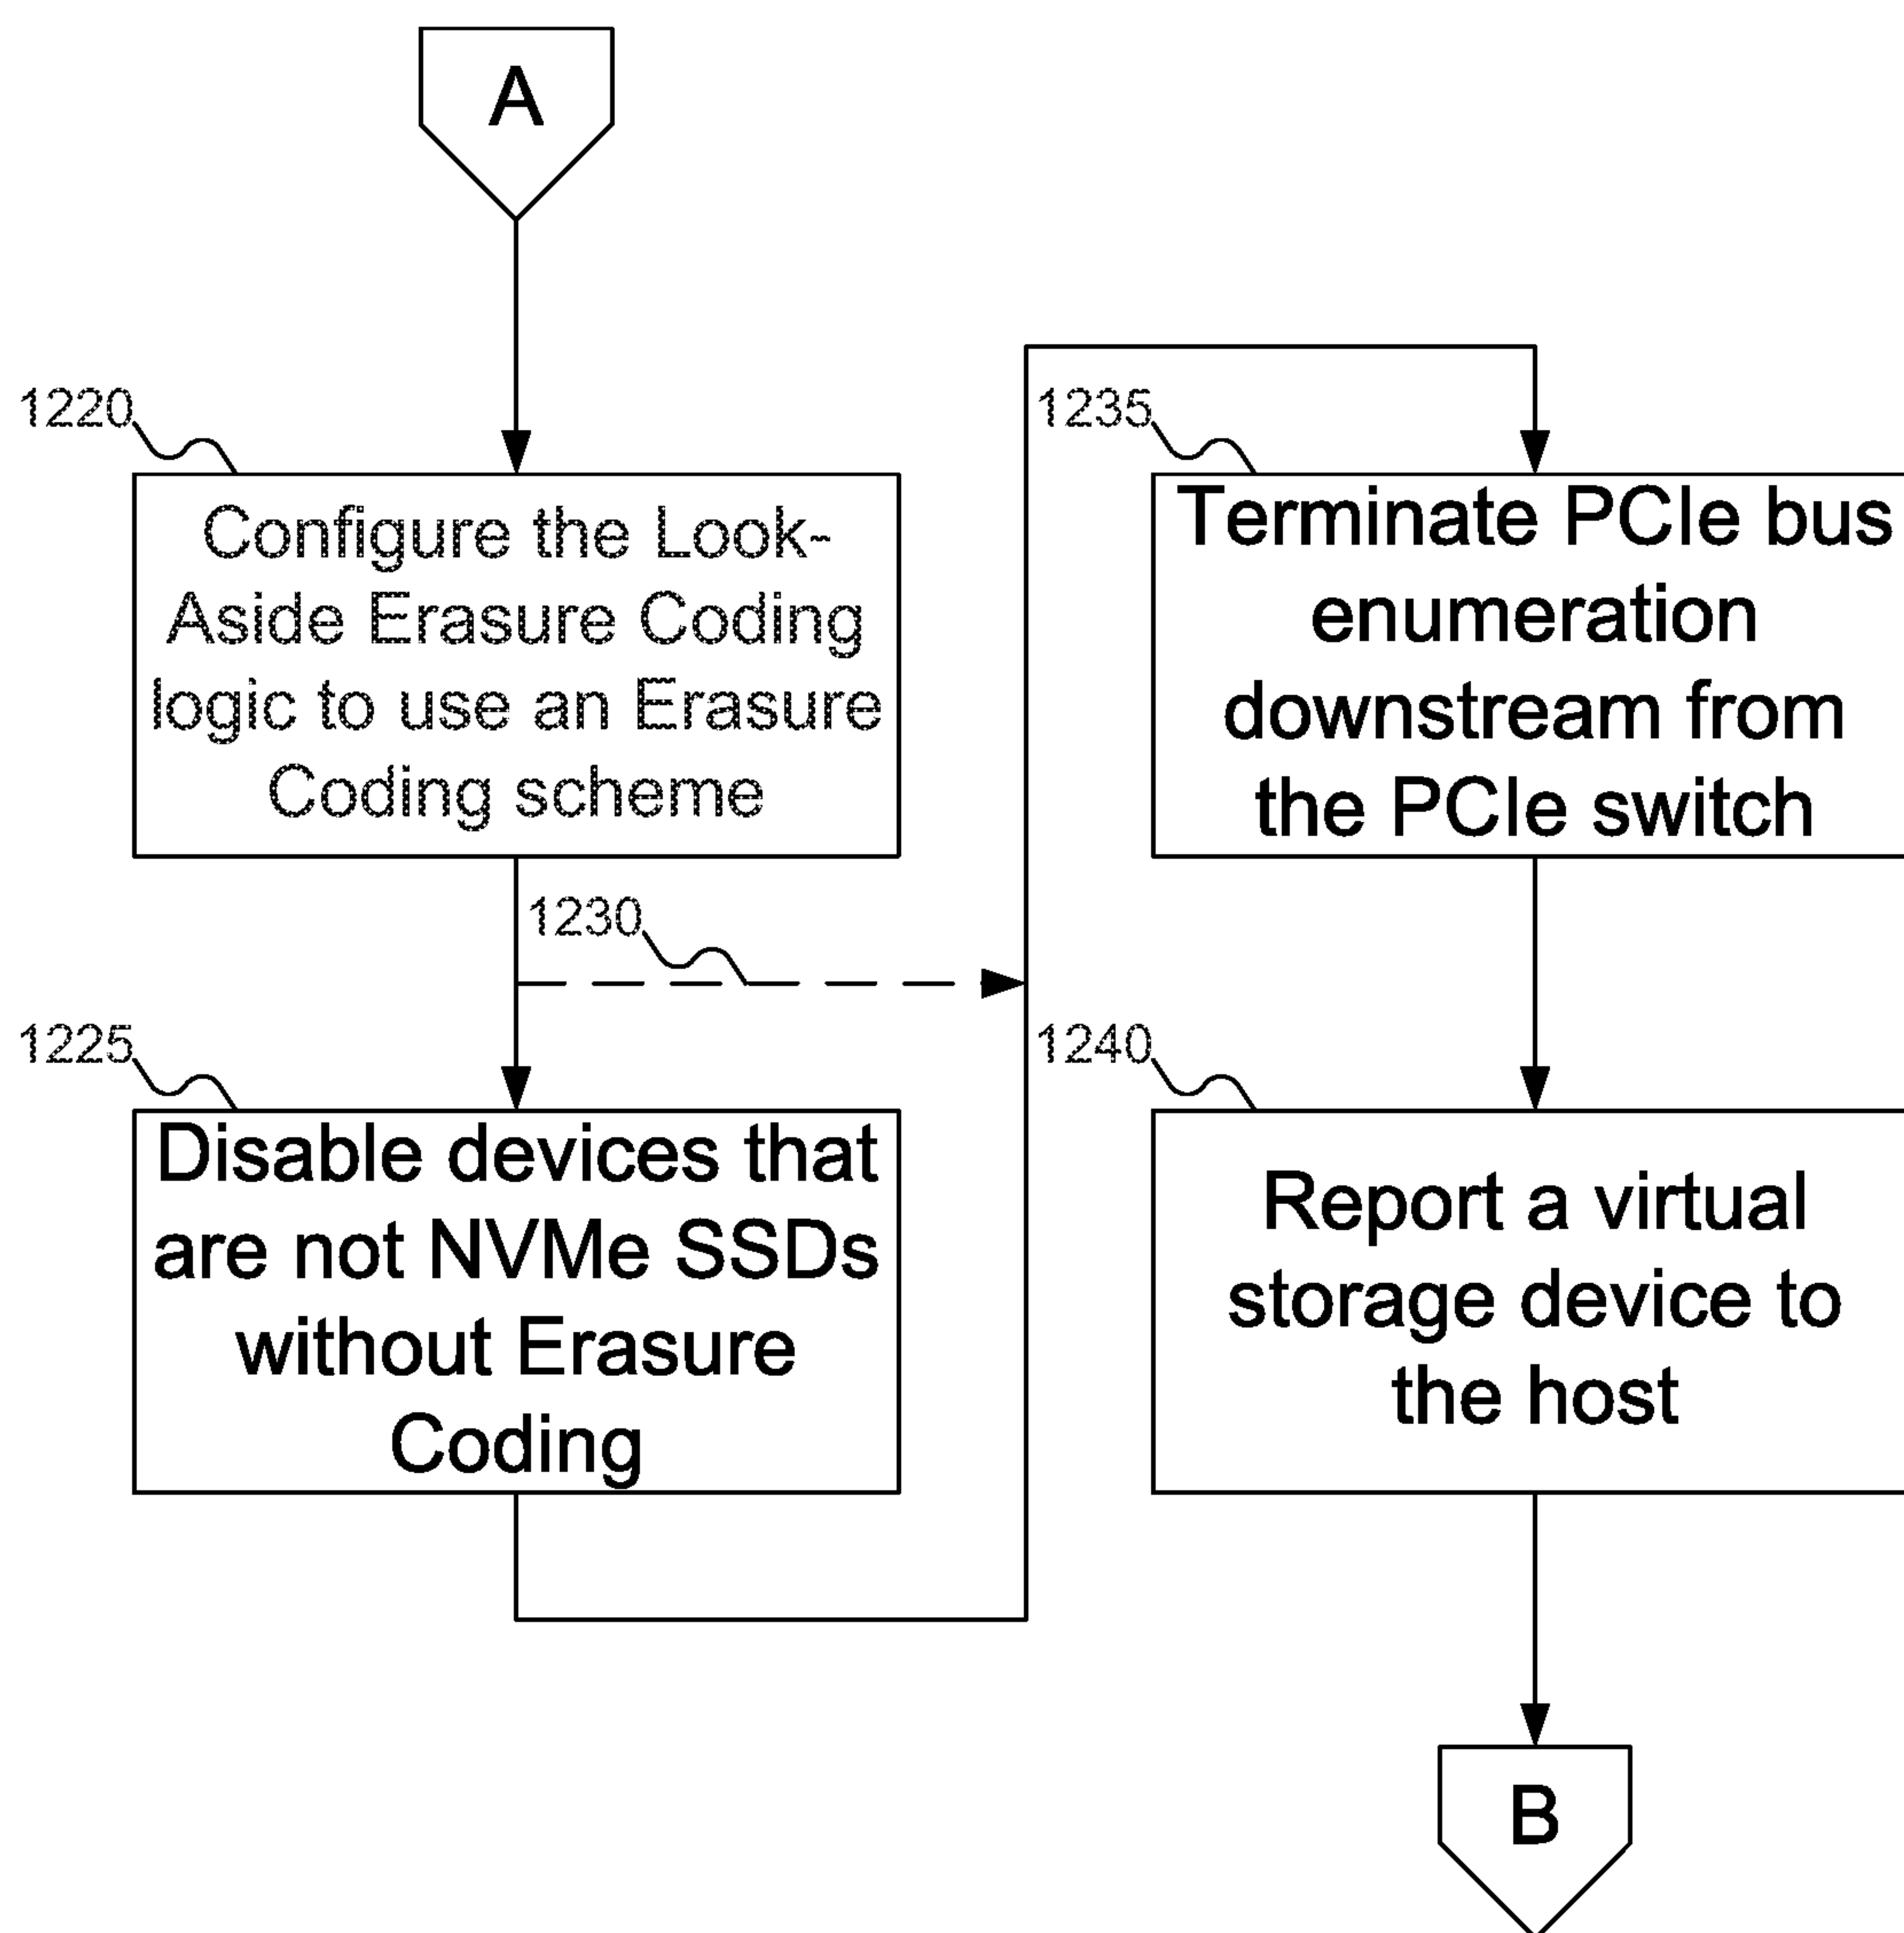 A
1220
Configure the Look-
Aside Erasure Coding
logic to use an Erasure
Coding scheme
1230
1225
Disable devices that
are not NVMe SSDs
without Erasure
Coding
1235
Terminate PCIe bus
enumeration
downstream from
the PCIe switch
1240
Report a virtual
storage device to
the host
B